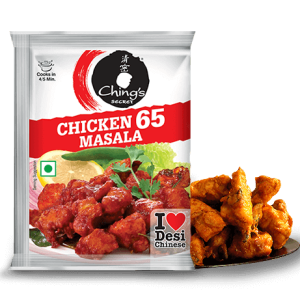 Cooks in
4/5 Min.
Ching's
SECRET
CHICKEN 65
MASALA
I ♥
Desi
Chinese